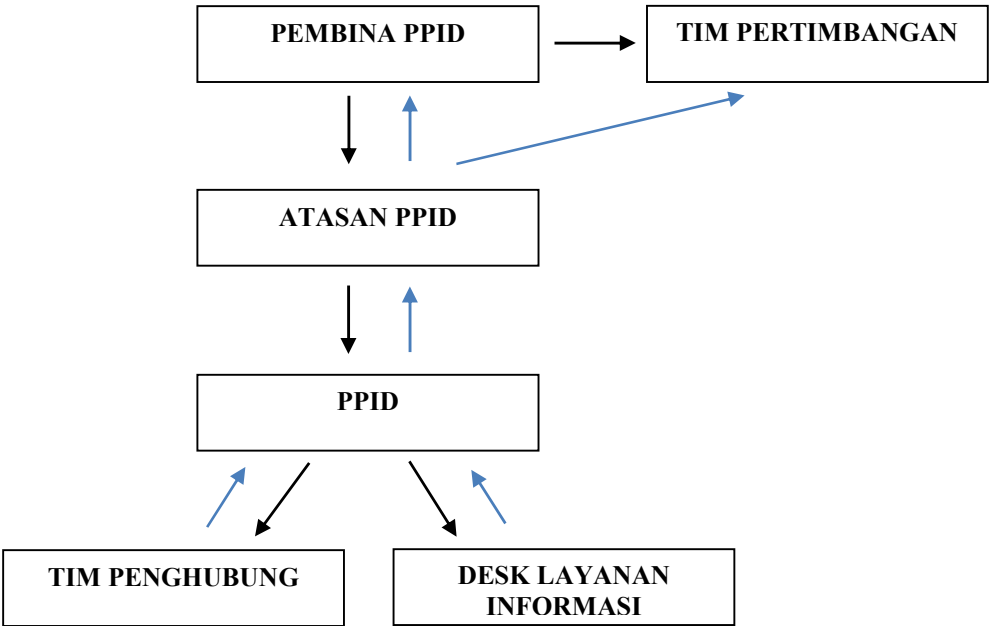 PEMBINA PPID
TIM PERTIMBANGAN
ATASAN PPID
PPID
TIM PENGHUBUNG
DESK LAYANAN
INFORMASI